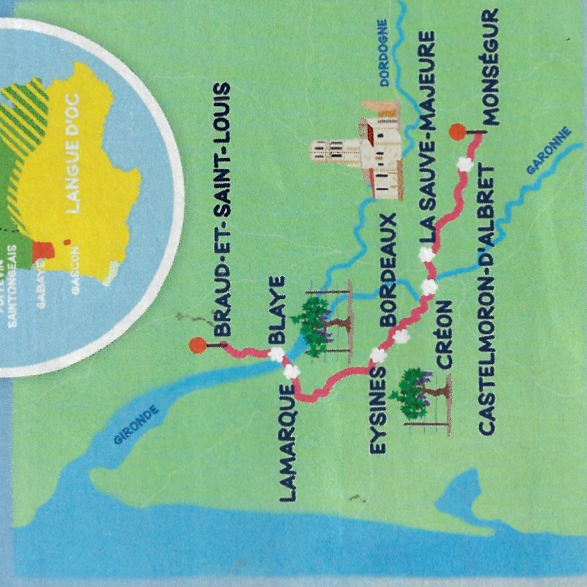 SAINTONGEAIS
GABAYE
GASCON
LANGUE D'OC
GIRONDE
BRAUD-ET-SAINT-LOUIS
BLAYE
LAMARQUE
EYSINES
BORDEAUX
CRÉON
LA SAUVE-MAJEURE
CASTELMORON-D'ALBRET
MONSÉGUR
DORDOGNE
GARONNE